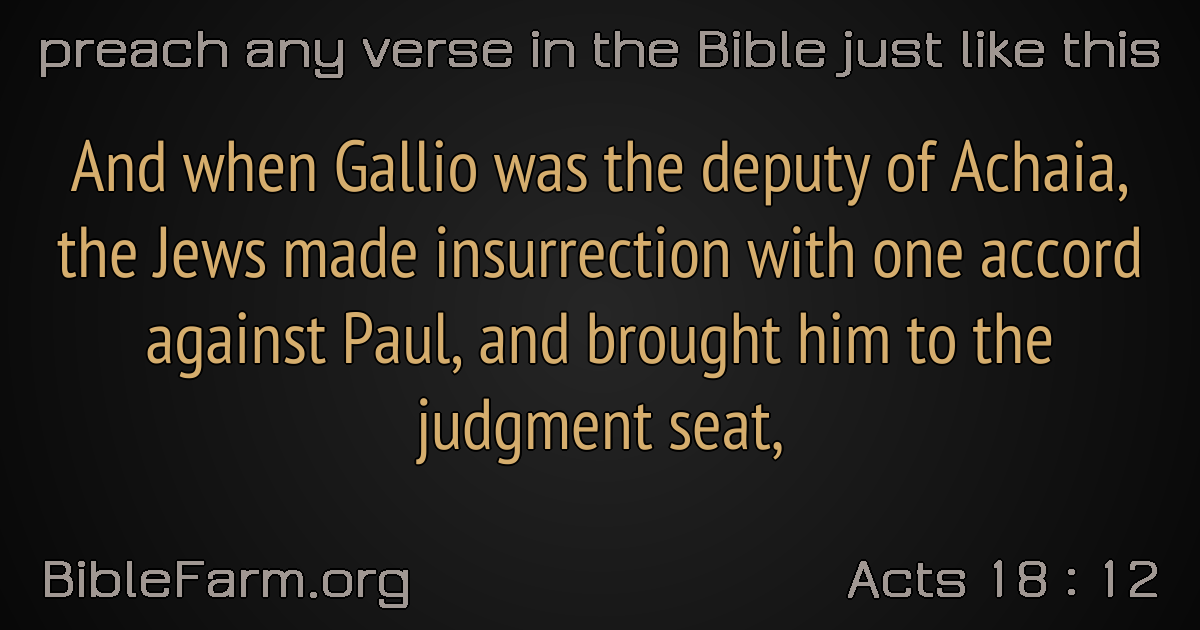 preach any verse in the Bible just like this
And when Gallio was the deputy of Achaia,
the Jews made insurrection with one accord
against Paul, and brought him to the
judgment seat,
BibleFarm.org
Acts 18 : 12